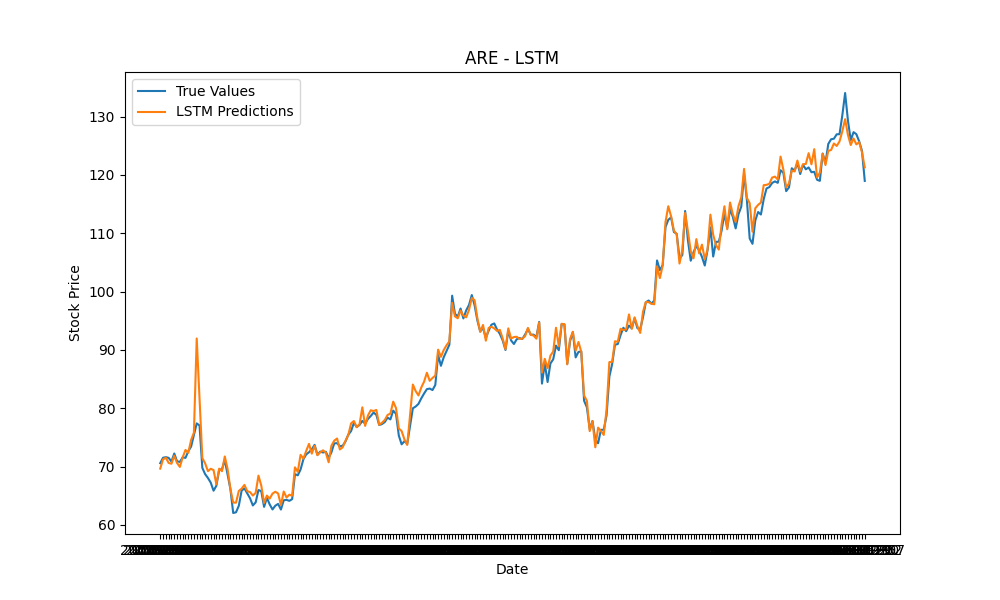 ARE - LSTM
True Values
LSTM Predictions
130
120
110
100
90
80
70
60
Stock Price
Date